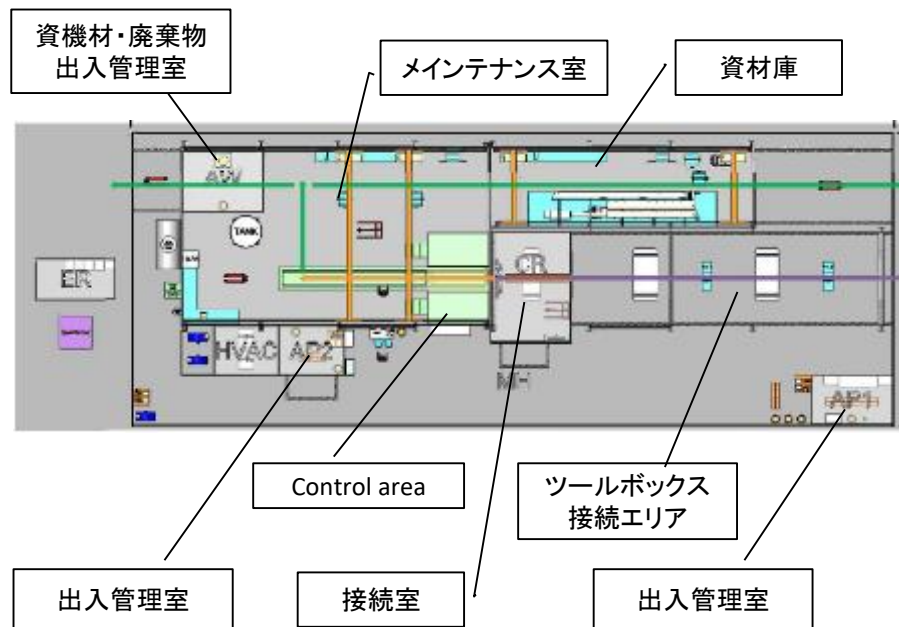 資機材・廃棄物
出入管理室
メインテナンス室
資材庫
AW
TANK
CR
ER
HVAC
AP2
MH
AP1
Control area
ツールボックス
接続エリア
出入管理室
接続室
出入管理室